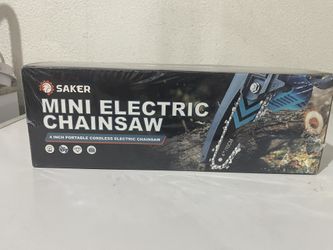 SAKER
MINI ELECTRIC
CHAINSAW
4 INCH PORTABLE CORDLESS ELECTRIC CHAINSAW